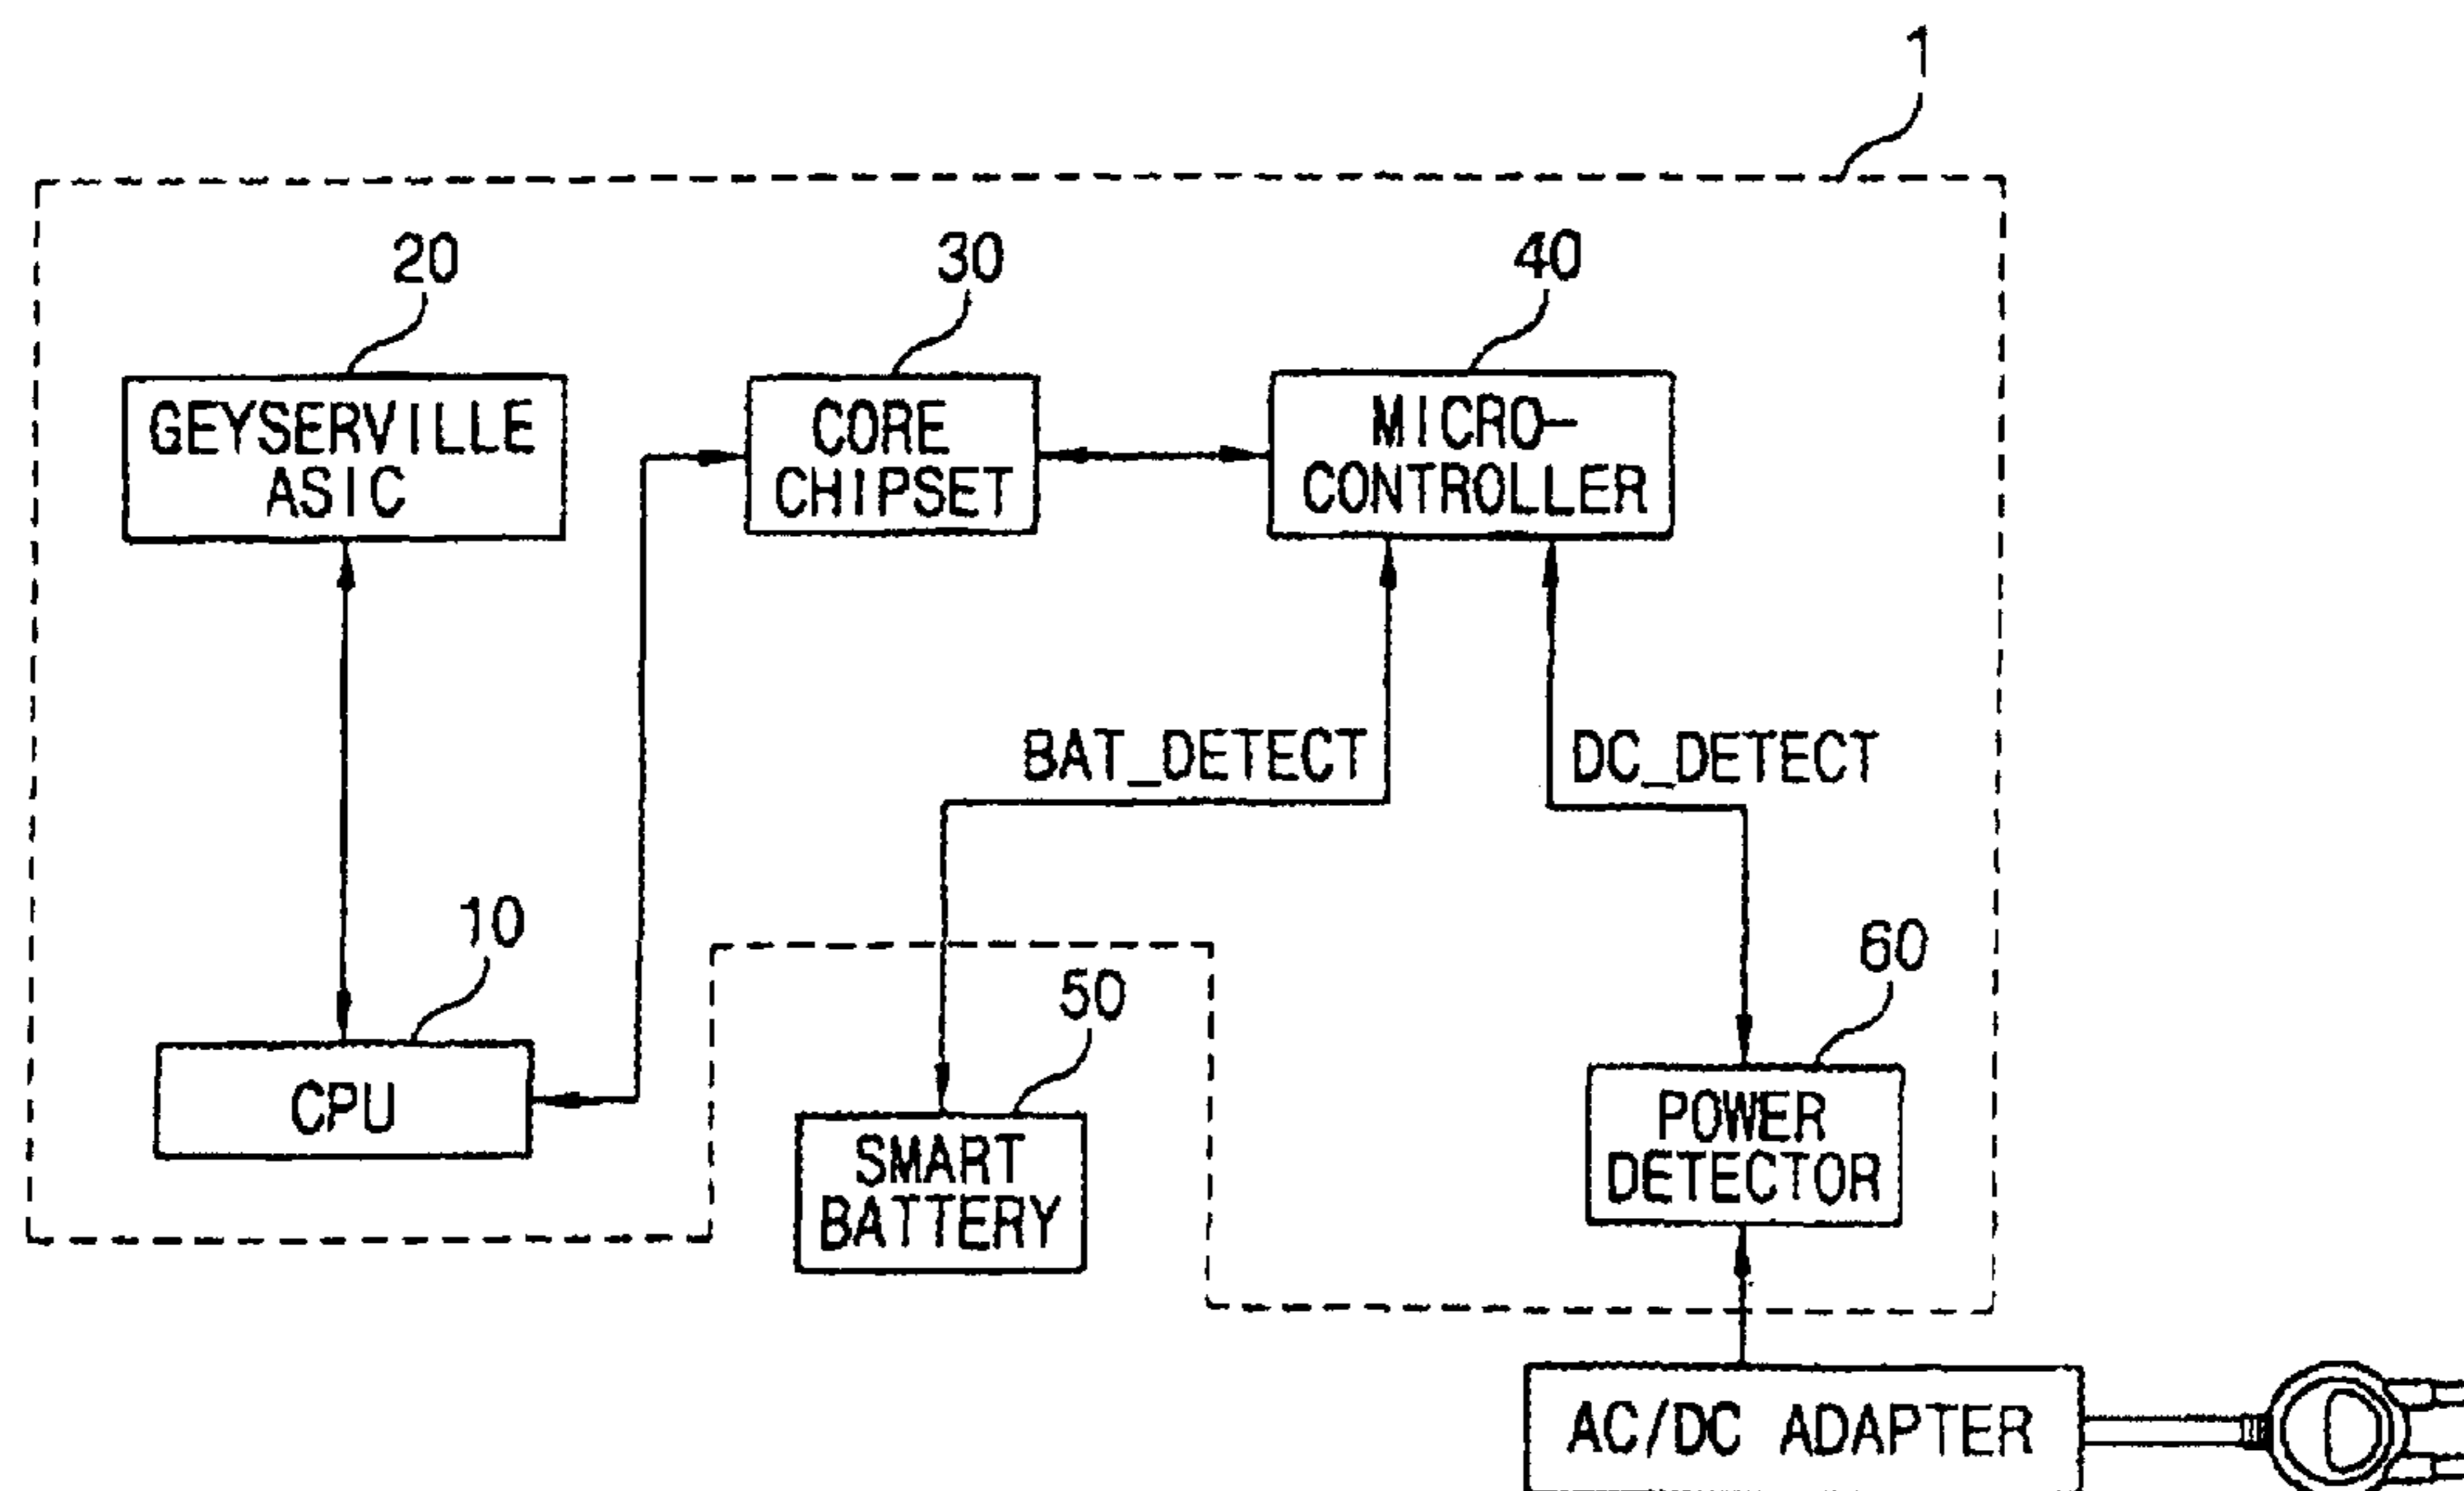 1
20
30
40
GEYSERVILLE
ASIC
CORE
CHIPSET
MICRO-
CONTROLLER
BAT_DETECT
DC_DETECT
10
50
60
CPU
SMART
BATTERY
POWER
DETECTOR
AC/DC ADAPTER